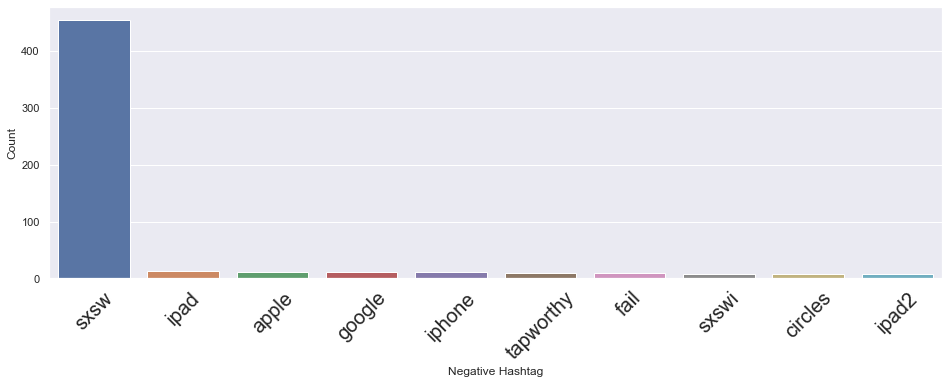 400
300
200
100
0
Count
sxsw
ipad
apple
google
iphone
tapworthy
fail
sxswi
circles
ipad2
Negative Hashtag